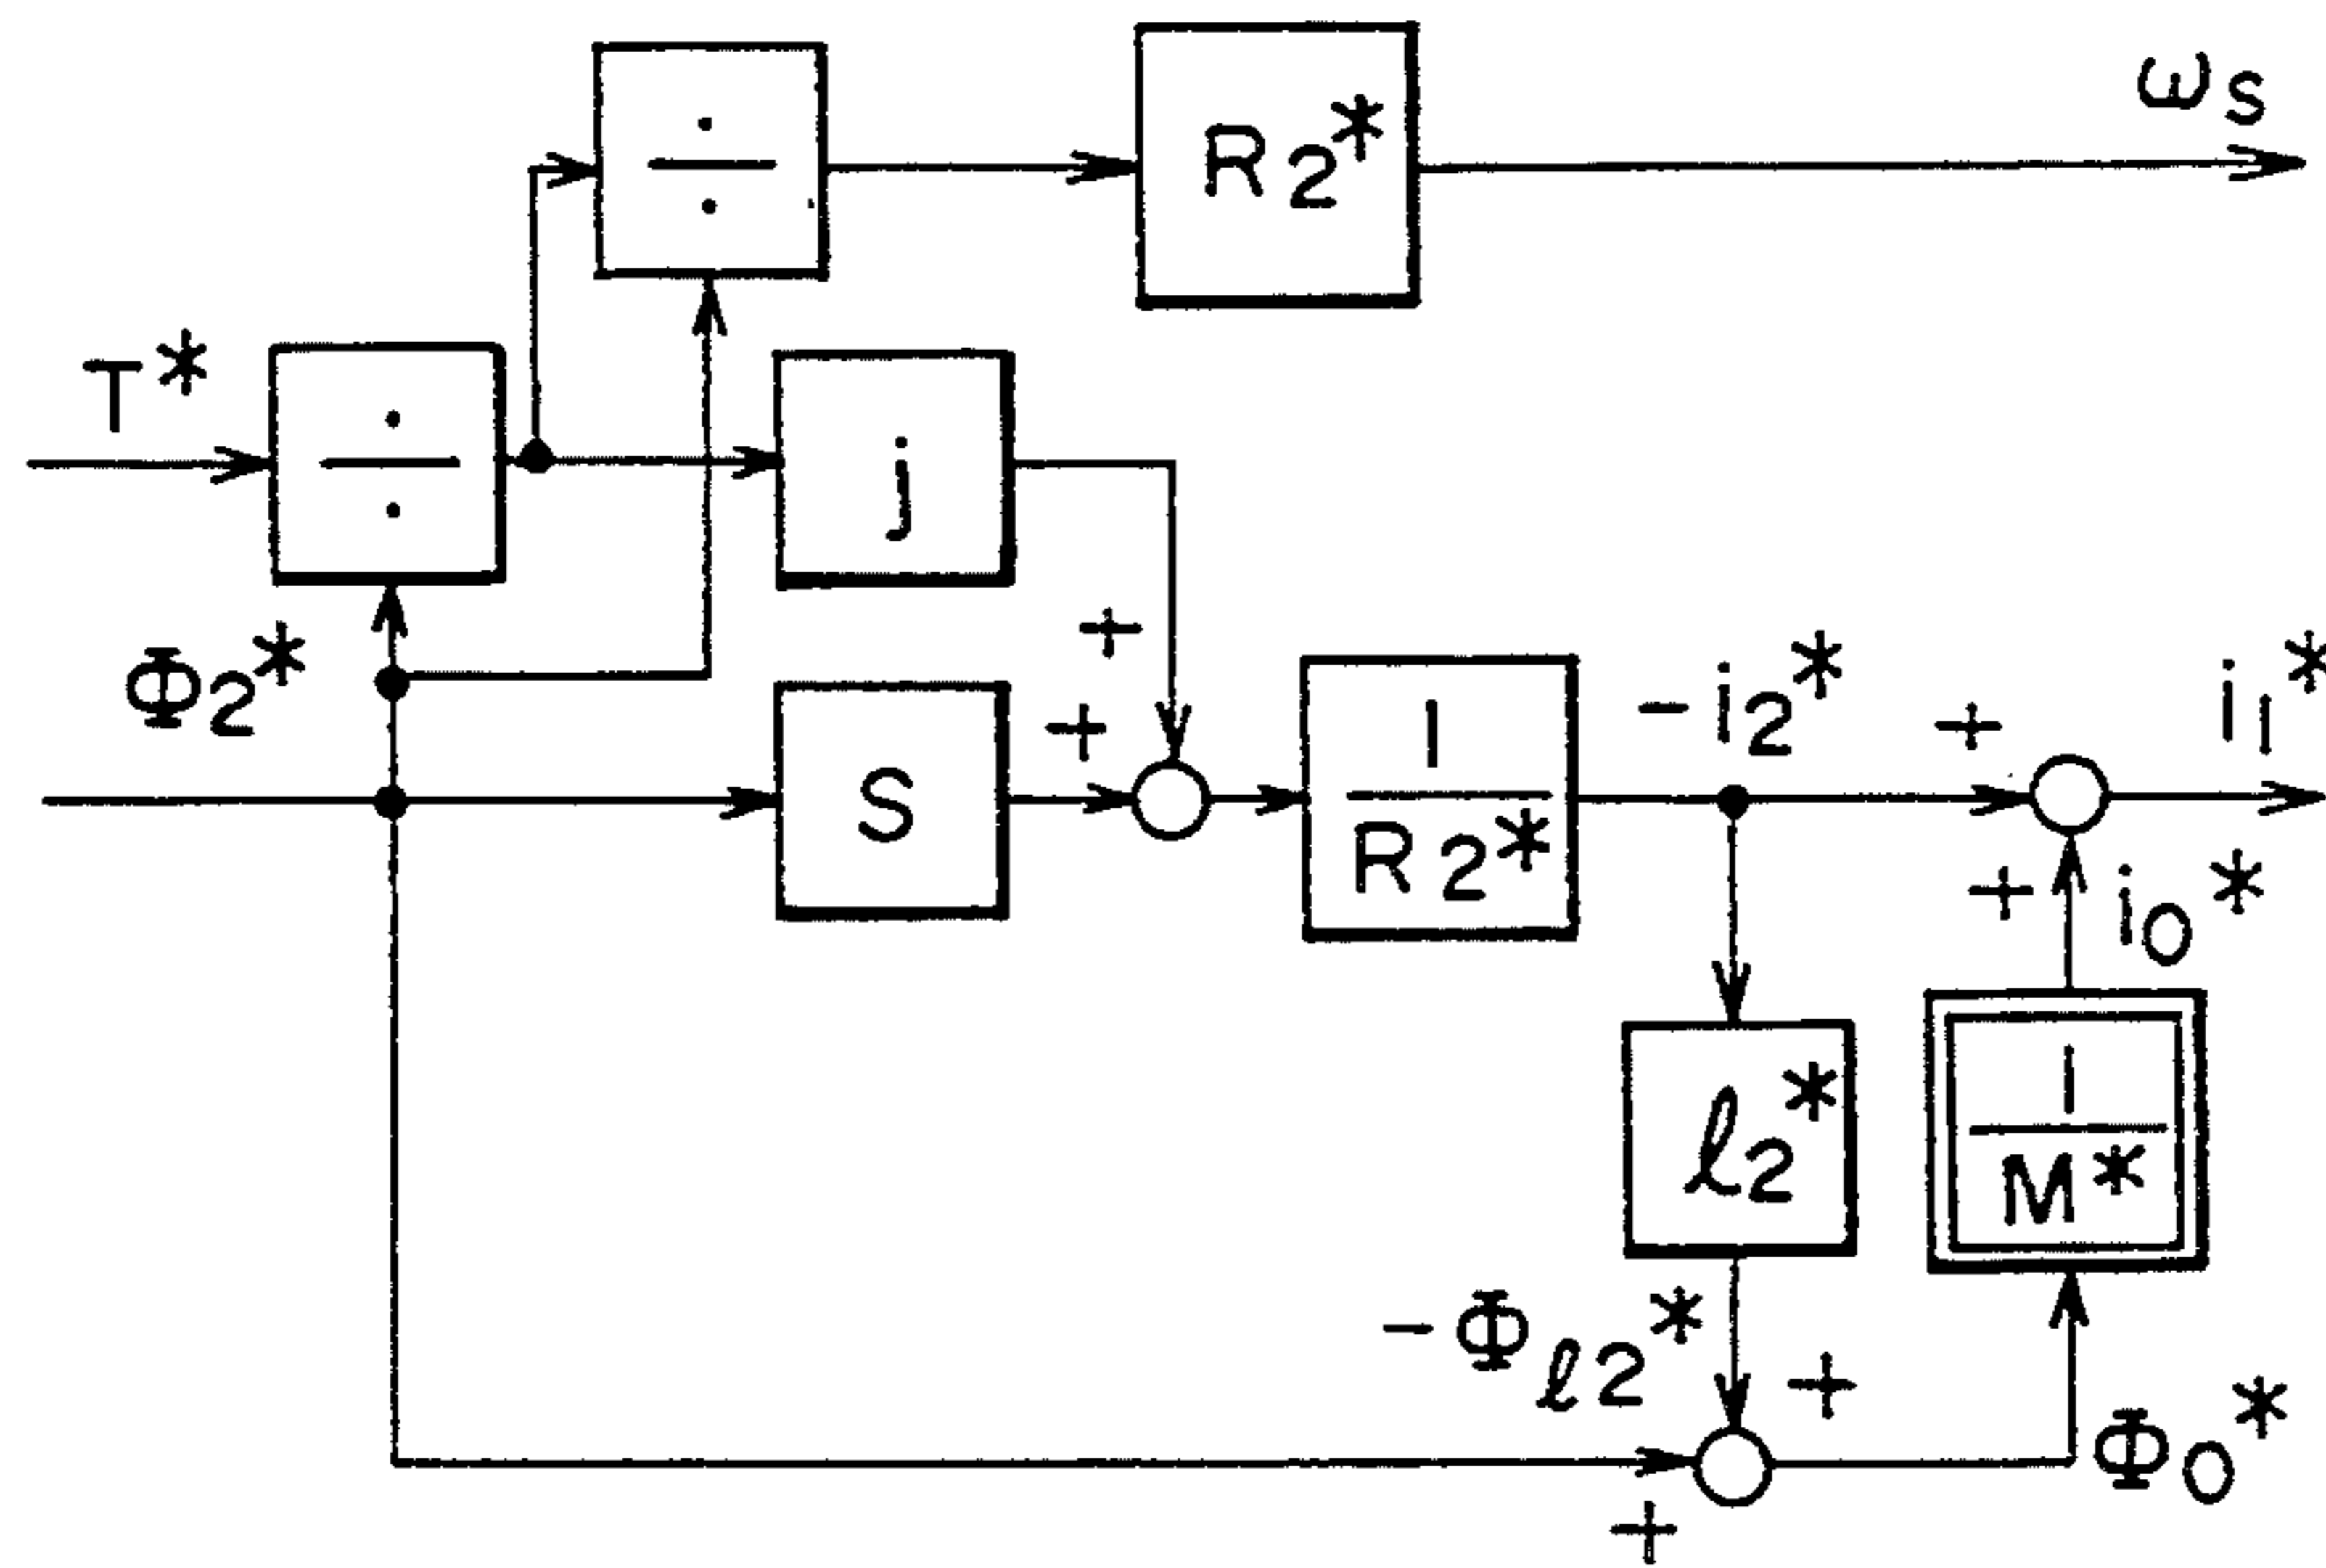 ÷
R2*
ωs
T*
÷
j
Φ2*
+
+
S
1
R2*
-i2*
+
i1*
+
i0*
ℓ2*
1
M*
-Φℓ2*
+
Φ0*
+